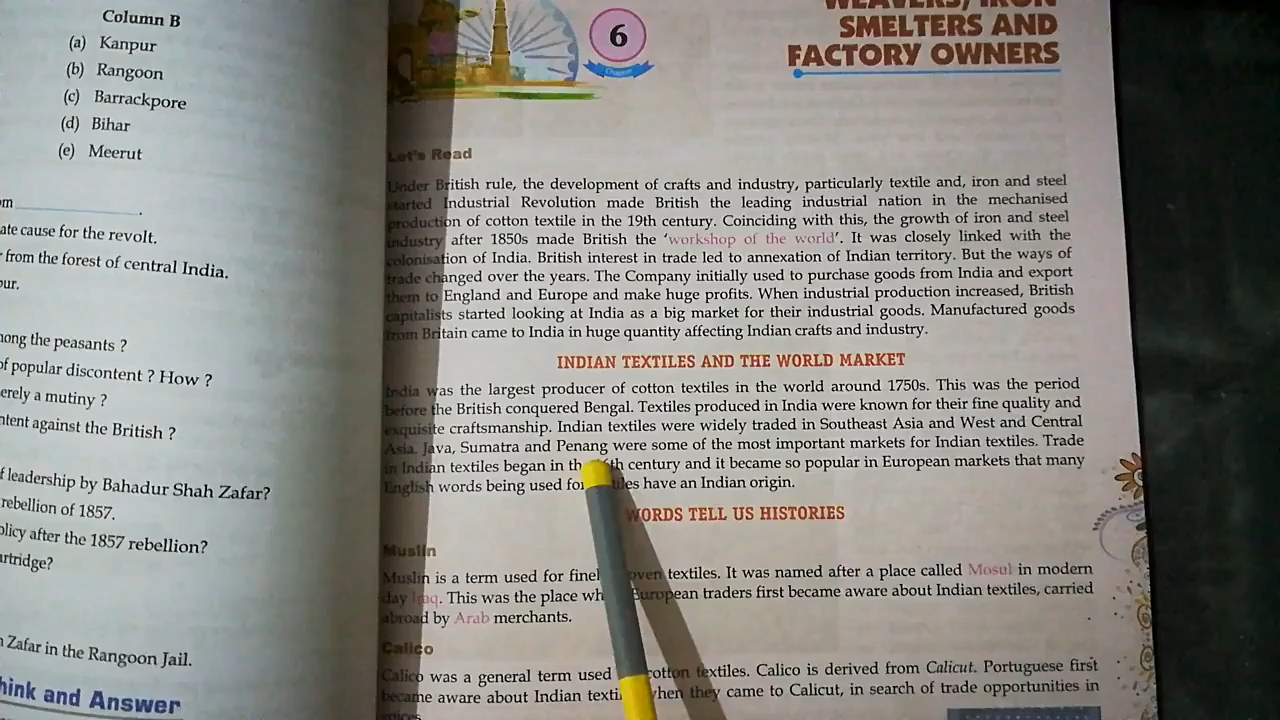 Column B
(a) Kanpur
(b) Rangoon
(c) Barrackpore
(d) Bihar
(e) Meerut
ate cause for the revolt.
from the forest of central India.
ong the peasants ?
of popular discontent ? How ?
erely a mutiny ?
ntent against the British ?
f leadership by Bahadur Shah Zafar?
rebellion of 1857.
olicy after the 1857 rebellion?
artridge?
Zafar in the Rangoon Jail.
hink and Answer
6
Chapter
WEAVERS, IRON
SMELTERS AND
FACTORY OWNERS
Let's Read
Under British rule, the development of crafts and industry, particularly textile and, iron and steel
started Industrial Revolution made British the leading industrial nation in the mechanised
production of cotton textile in the 19th century. Coinciding with this, the growth of iron and steel
industry after 1850s made British the 'workshop of the world'. It was closely linked with the
colonisation of India. British interest in trade led to annexation of Indian territory. But the ways of
trade changed over the years. The Company initially used to purchase goods from India and export
them to England and Europe and make huge profits. When industrial production increased, British
capitalists started looking at India as a big market for their industrial goods. Manufactured goods
from Britain came to India in huge quantity affecting Indian crafts and industry.
INDIAN TEXTILES AND THE WORLD MARKET
India was the largest producer of cotton textiles in the world around 1750s. This was the period
before the British conquered Bengal. Textiles produced in India were known for their fine quality and
exquisite craftsmanship. Indian textiles were widely traded in Southeast Asia and West and Central
Asia. Java, Sumatra and Penang were some of the most important markets for Indian textiles. Trade
in Indian textiles began in th th century and it became so popular in European markets that many
English words being used for tiles have an Indian origin.
WORDS TELL US HISTORIES
Muslin
Muslin is a term used for finel oven textiles. It was named after a place called Mosul in modern
day Iraq. This was the place wh European traders first became aware about Indian textiles, carried
abroad by Arab merchants.
Calico
Calico was a general term used cotton textiles. Calico is derived from Calicut. Portuguese first
became aware about Indian texti when they came to Calicut, in search of trade opportunities in
spices